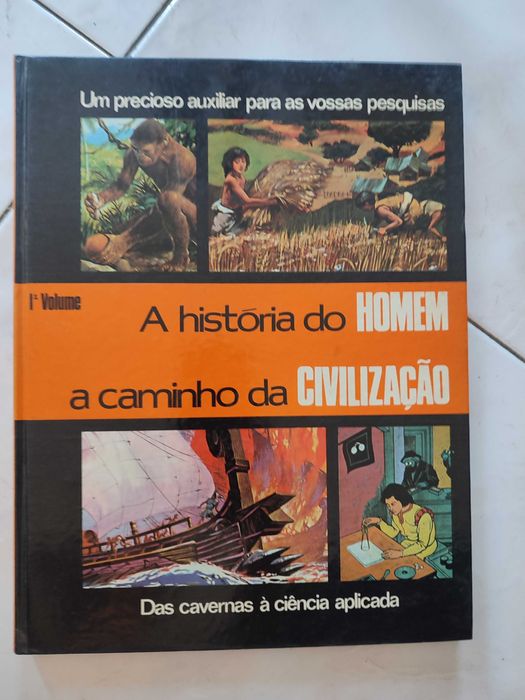 Um precioso auxiliar para as vossas pesquisas
1º Volume
A história do HOMEM
a caminho da CIVILIZAÇÃO
Das cavernas à ciência aplicada